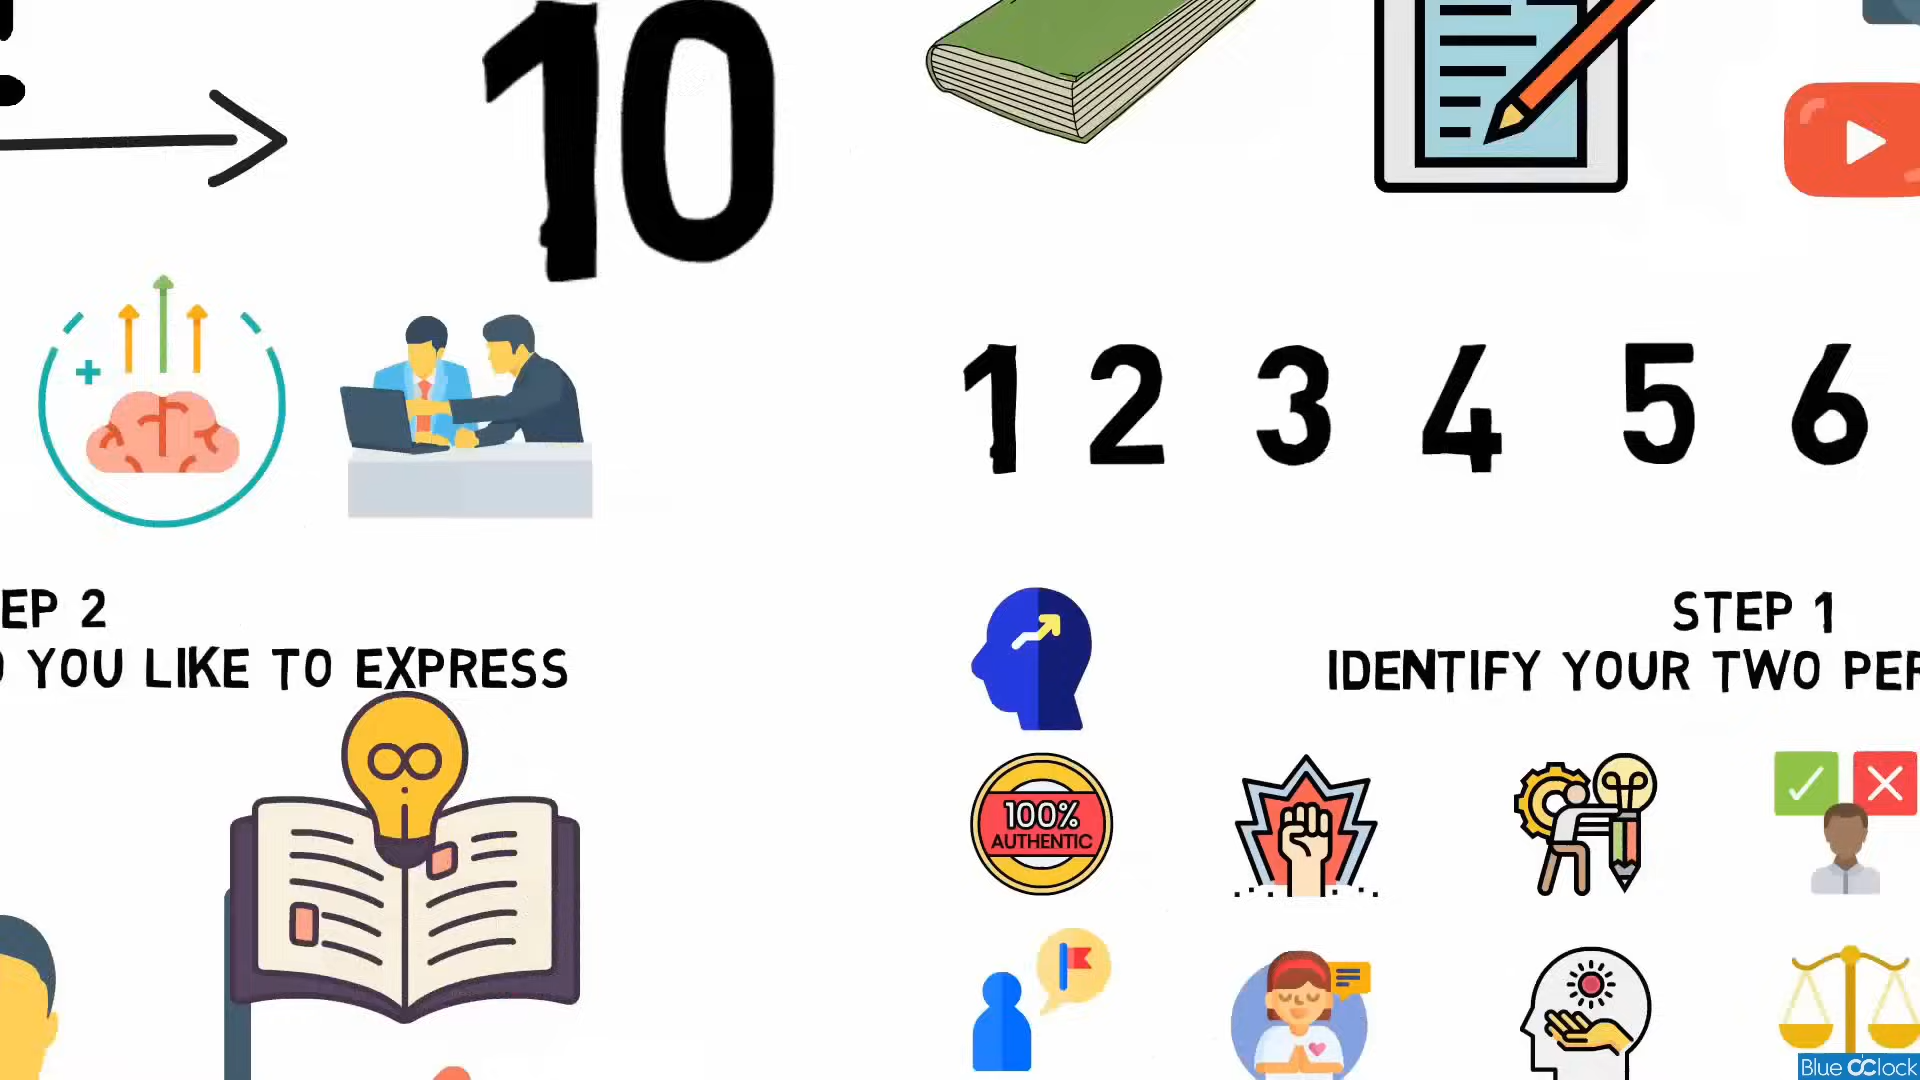 10
1 2 3 4 5 6
EP 2
YOU LIKE TO EXPRESS
STEP 1
IDENTIFY YOUR TWO PER
100%
AUTHENTIC
Blue OClock